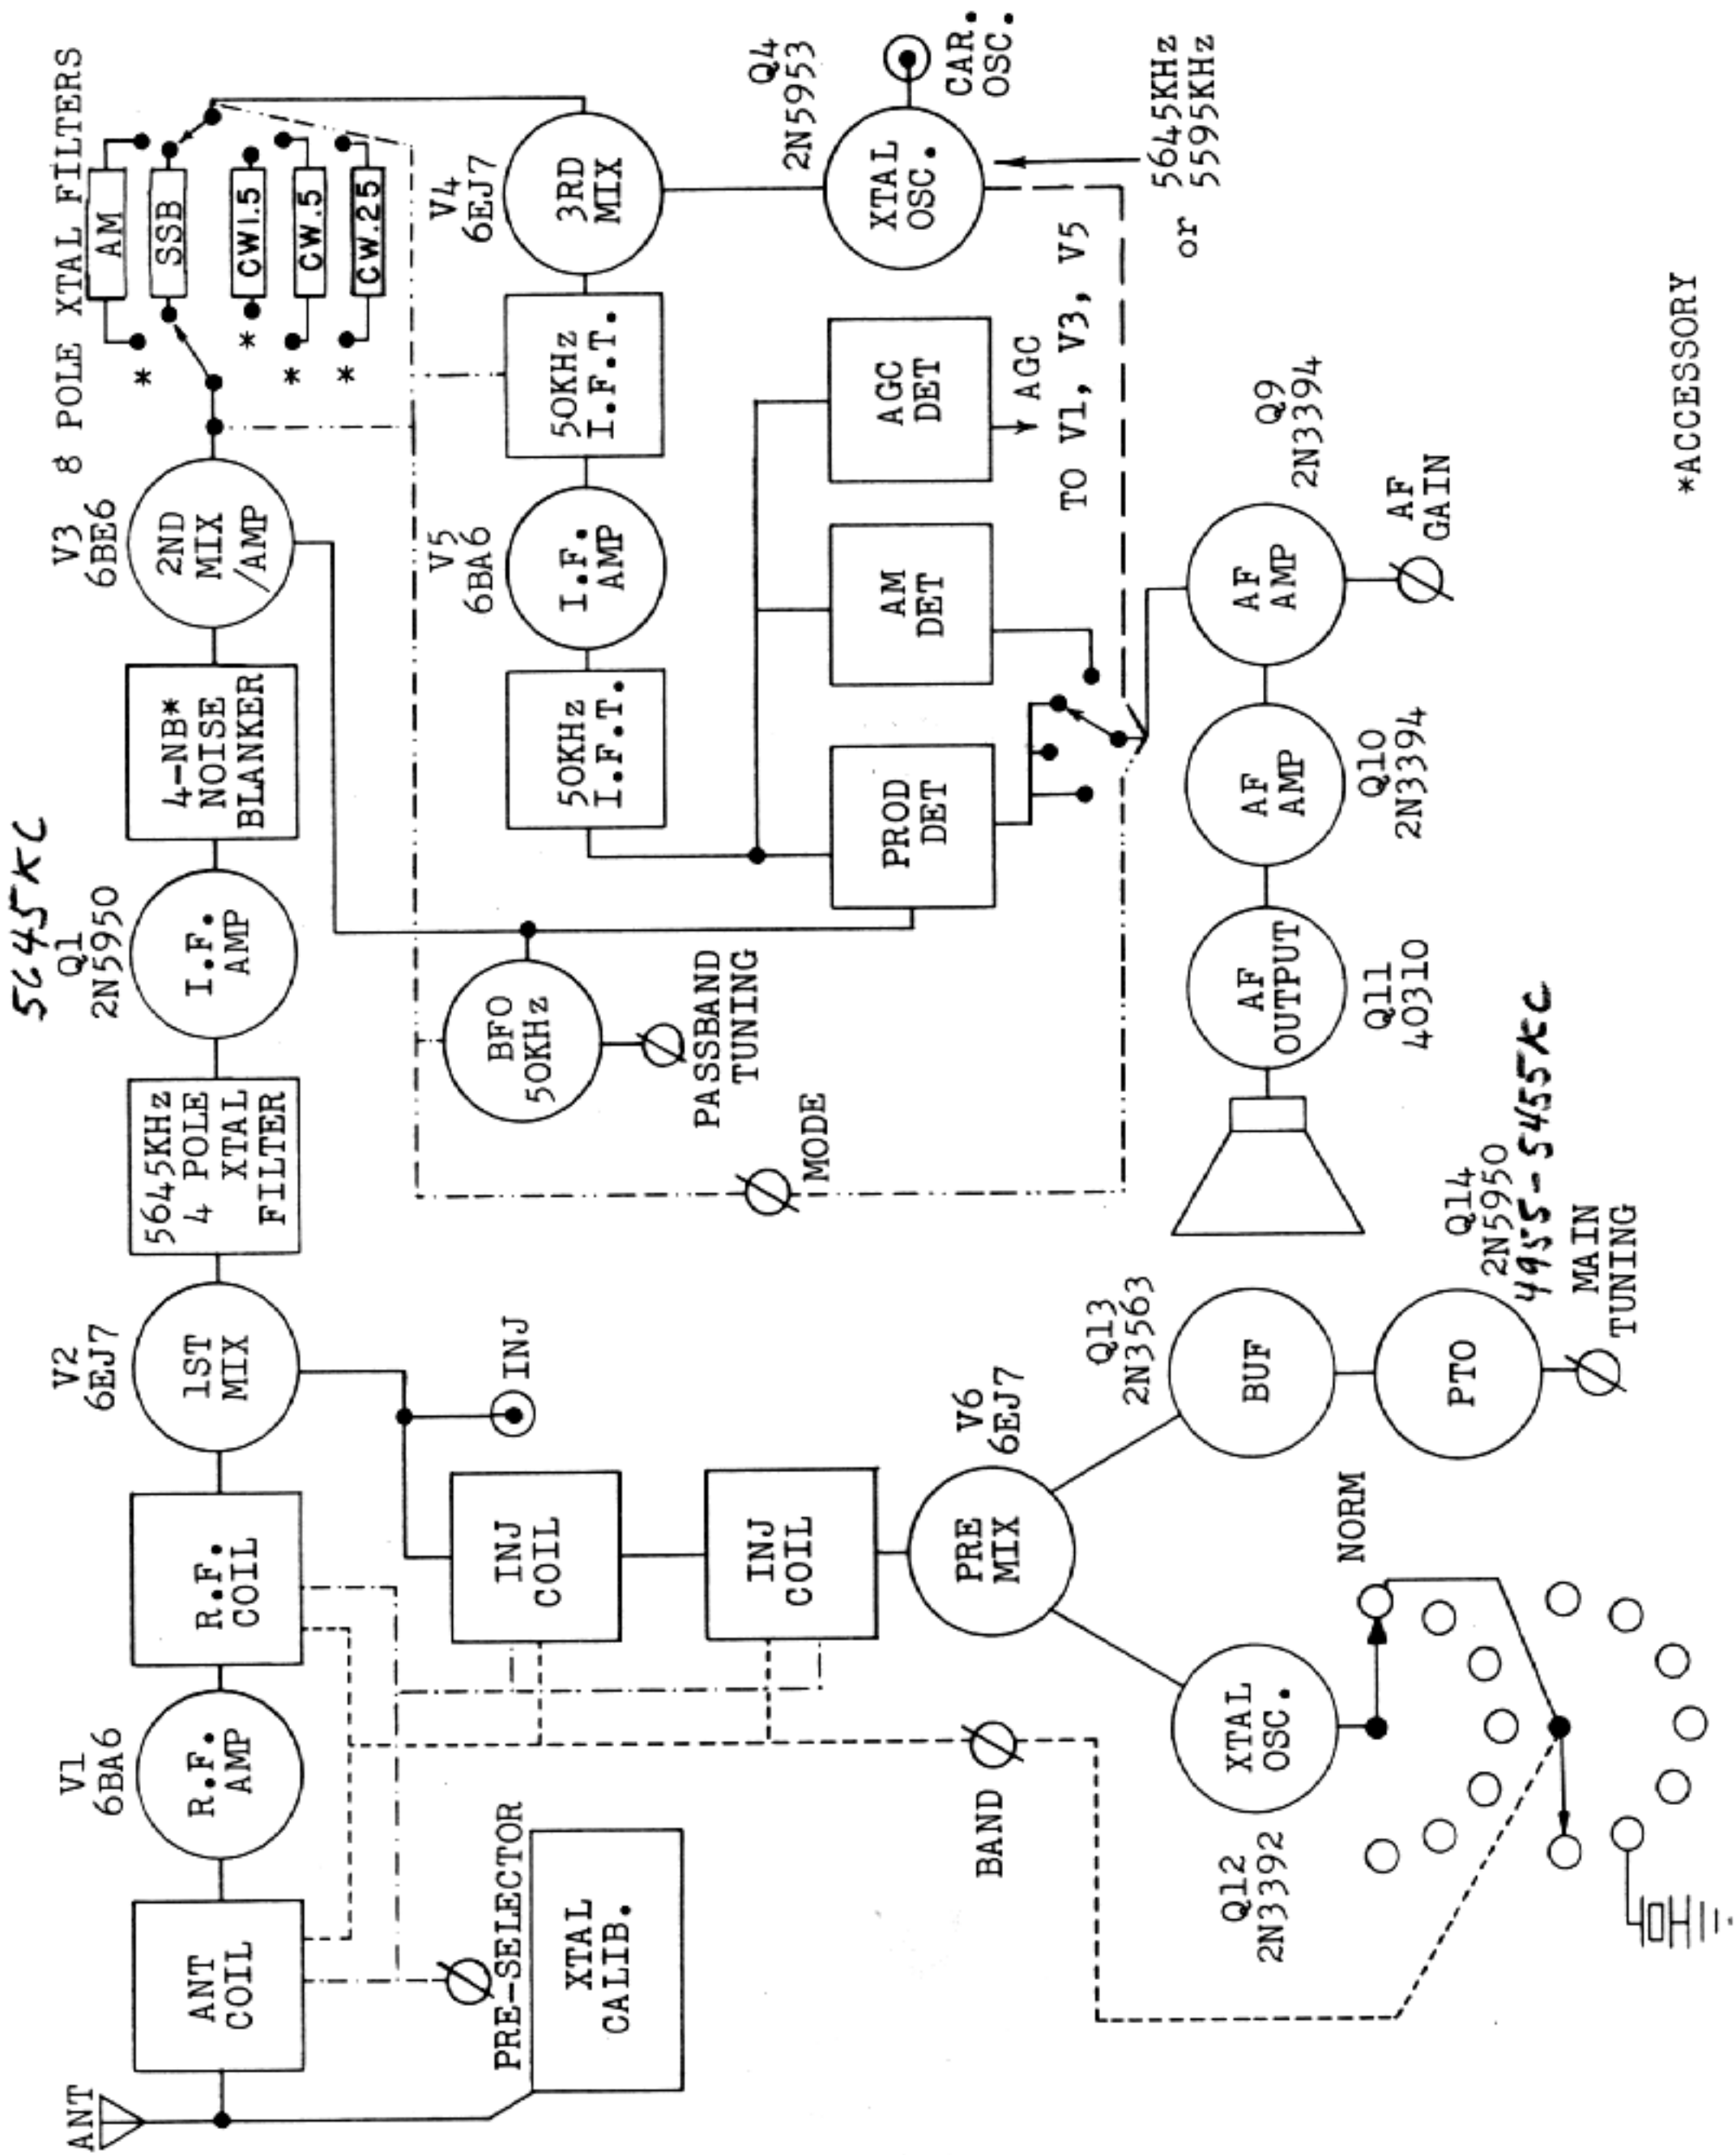 5645KC
V1
6BA6
V2
6EJ7
Q1
2N5950
V3
6BE6
8 POLE XTAL FILTERS
ANT
ANT
COIL
R.F.
AMP
R.F.
COIL
1ST
MIX
5645KHz
4 POLE
XTAL
FILTER
I.F.
AMP
4-NB*
NOISE
BLANKER
2ND
MIX
/AMP
*
AM
SSB
*
CW1.5
*
CW.5
*
CW.25
PRE-SELECTOR
XTAL
CALIB.
INJ
COIL
INJ
BFO
50KHz
PASSBAND
TUNING
50KHz
I.F.T.
V5
6BA6
I.F.
AMP
50KHz
I.F.T.
V4
6EJ7
3RD
MIX
INJ
COIL
MODE
PROD
DET
AM
DET
AGC
DET
AGC
TO V1, V3, V5
Q4
2N5953
XTAL
OSC.
CAR.
OSC.
5645KHz
or
5595KHz
BAND
PRE
MIX
V6
6EJ7
Q12
2N3392
XTAL
OSC.
NORM
Q13
2N3563
BUF
PTO
Q14
2N5950
4955-5455KC
MAIN
TUNING
AF
OUTPUT
Q11
40310
AF
AMP
Q10
2N3394
AF
AMP
Q9
2N3394
AF
GAIN
*ACCESSORY